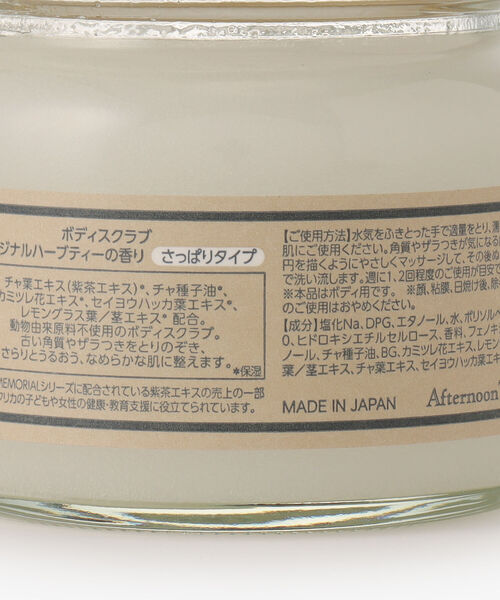 ボディスクラブ
ジナルハーブティーの香り さっぱりタイプ
チャ葉エキス(紫茶エキス)*、チャ種子油*、
カミツレ花エキス*、セイヨウハッカ葉エキス*、
レモングラス葉/茎エキス* 配合。
動物由来原料不使用のボディスクラブ。
古い角質やザラつきをとりのぞき、
さらりとうるおう、なめらかな肌に整えます。 *保湿
MEMORIALシリーズに配合されている紫茶エキスの売上の一部
フリカの子どもや女性の健康・教育支援に役立てられています。
【ご使用方法】水気をふきとった手で適量をとり、濡
肌にご使用ください。角質やザラつきが気になる
円を描くようにやさしくマッサージして、その後ぬ
で洗い流します。週に1、2回程度のご使用が目安で
※本品はボディ用です。 ※顔、粘膜、日焼け後、除
のご使用はおやめください。
【成分】塩化Na、DPG、エタノール、水、ポリソルベ
0、ヒドロキシエチルセルロース、香料、フェノキ
ノール、チャ種子油、BG、カミツレ花エキス、レモン
葉/茎エキス、チャ葉エキス、セイヨウハッカ葉エキ
MADE IN JAPAN Afternoon